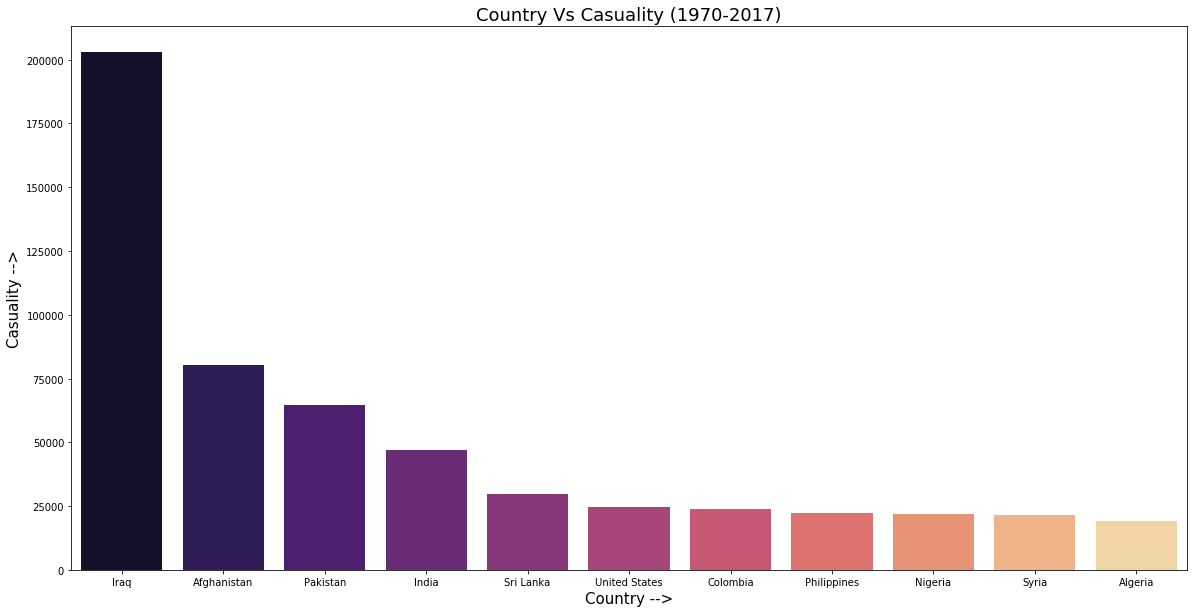 Country Vs Casuality (1970-2017)
Casuality -->
200000
175000
150000
125000
100000
75000
50000
25000
0
Iraq Afghanistan Pakistan India Sri Lanka United States Colombia Philippines Nigeria Syria Algeria
Country -->